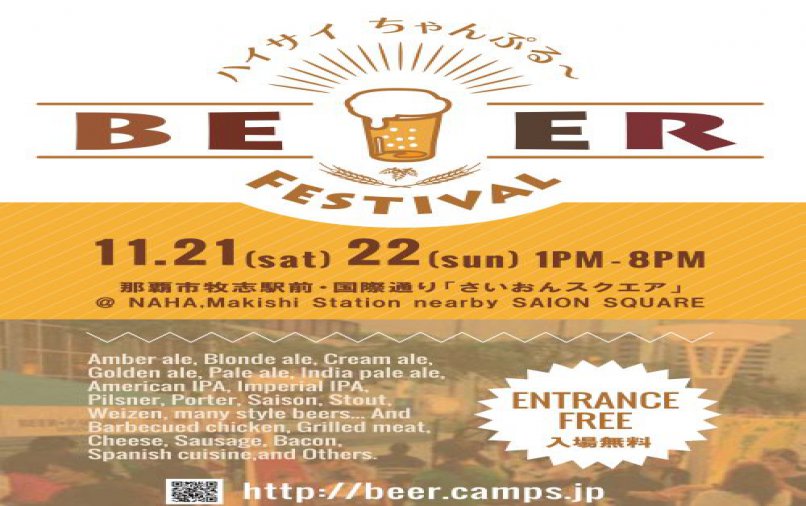 ハイサイ ちゃんぷる〜
BEER
FESTIVAL
11.21(sat) 22(sun) 1PM - 8PM
那覇市牧志駅前・国際通り「さいおんスクエア」
@ NAHA,Makishi Station nearby SAION SQUARE
Amber ale, Blonde ale, Cream ale,
Golden ale, Pale ale, India pale ale,
American IPA, Imperial IPA,
Pilsner, Porter, Saison, Stout,
Weizen, many style beers... And
Barbecued chicken, Grilled meat,
Cheese, Sausage, Bacon,
Spanish cuisine,and Others.
ENTRANCE
FREE
入場無料
http://beer.camps.jp